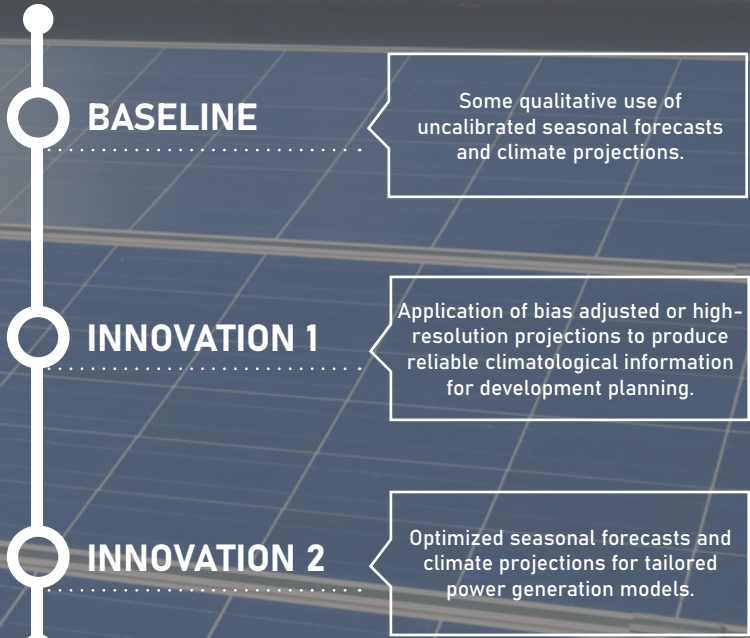 BASELINE
Some qualitative use of
uncalibrated seasonal forecasts
and climate projections.
INNOVATION 1
Application of bias adjusted or high-
resolution projections to produce
reliable climatological information
for development planning.
INNOVATION 2
Optimized seasonal forecasts and
climate projections for tailored
power generation models.